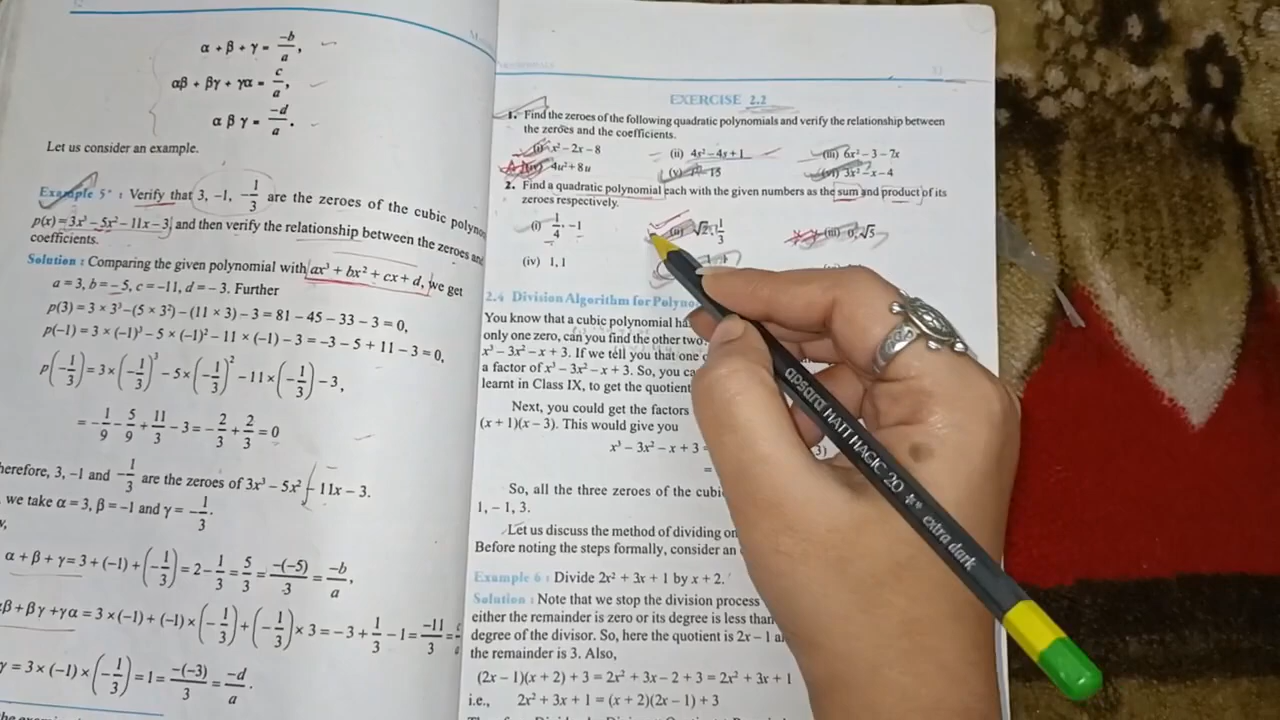 α + β + γ = -b/a,
αβ + βγ + γα = c/a,
α β γ = -d/a.
Let us consider an example.
Example 5* : Verify that 3, –1, -1/3 are the zeroes of the cubic polyno
p(x) = 3x³ – 5x² – 11x – 3, and then verify the relationship between the zeroes and
coefficients.
Solution : Comparing the given polynomial with ax³ + bx² + cx + d, we get
a = 3, b = – 5, c = –11, d = – 3. Further
p(3) = 3 × 3³ – (5 × 3²) – (11 × 3) – 3 = 81 – 45 – 33 – 3 = 0,
p(–1) = 3 × (–1)³ – 5 × (–1)² – 11 × (–1) – 3 = –3 – 5 + 11 – 3 = 0,
p(-1/3) = 3 × (-1/3)³ – 5 × (-1/3)² – 11 × (-1/3) – 3,
= -1/9 - 5/9 + 11/3 - 3 = -2/3 + 2/3 = 0
herefore, 3, –1 and -1/3 are the zeroes of 3x³ – 5x² – 11x – 3.
we take α = 3, β = –1 and γ = -1/3.
α + β + γ = 3 + (–1) + (-1/3) = 2 - 1/3 = 5/3 = -(-5)/3 = -b/a,
β + βγ + γα = 3 × (–1) + (–1) × (-1/3) + (-1/3) × 3 = –3 + 1/3 – 1 = -11/3 =
γ = 3 × (–1) × (-1/3) = 1 = -(-3)/3 = -d/a.
EXERCISE 2.2
1. Find the zeroes of the following quadratic polynomials and verify the relationship between
the zeroes and the coefficients.
(i) x² – 2x – 8 (ii) 4s² – 4s + 1 (iii) 6x² – 3 – 7x
(iv) 4u² + 8u (v) 15 (vi) 3x² – x – 4
2. Find a quadratic polynomial each with the given numbers as the sum and product of its
zeroes respectively.
(i) 1/4, –1 (ii) √2, 1/3 (iii) 0, √5
(iv) 1, 1
2.4 Division Algorithm for Polyno
You know that a cubic polynomial ha
only one zero, can you find the other two?
x³ – 3x² – x + 3. If we tell you that one
a factor of x³ – 3x² – x + 3. So, you ca
learnt in Class IX, to get the quotient
Next, you could get the factors
(x + 1)(x – 3). This would give you
x³ – 3x² – x + 3 = 3)
=
So, all the three zeroes of the cubi
1, – 1, 3.
Let us discuss the method of dividing on
Before noting the steps formally, consider an
Example 6 : Divide 2x² + 3x + 1 by x + 2.
Solution : Note that we stop the division process
either the remainder is zero or its degree is less than
degree of the divisor. So, here the quotient is 2x – 1 a
the remainder is 3. Also,
(2x – 1)(x + 2) + 3 = 2x² + 3x – 2 + 3 = 2x² + 3x + 1
i.e., 2x² + 3x + 1 = (x + 2)(2x – 1) + 3
apsara MATT MAGIC 2.0 extra dark